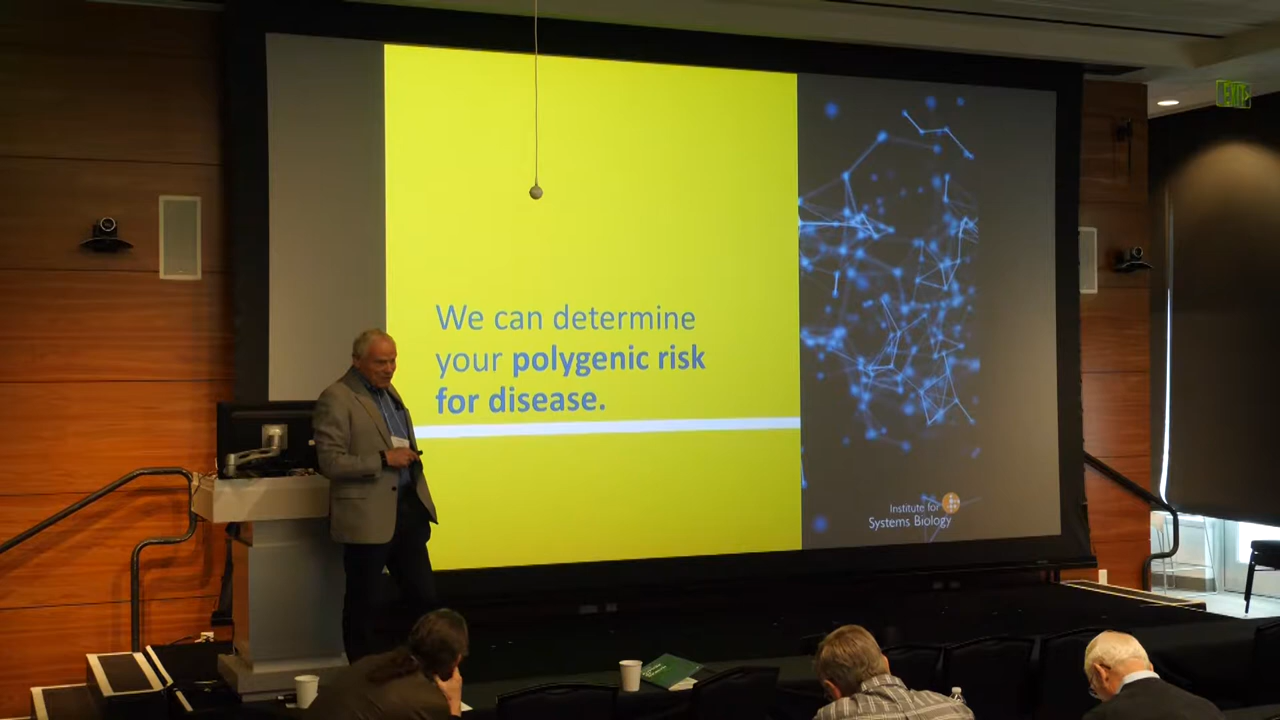 We can determine
your polygenic risk
for disease.
Institute for
Systems Biology
EXIT